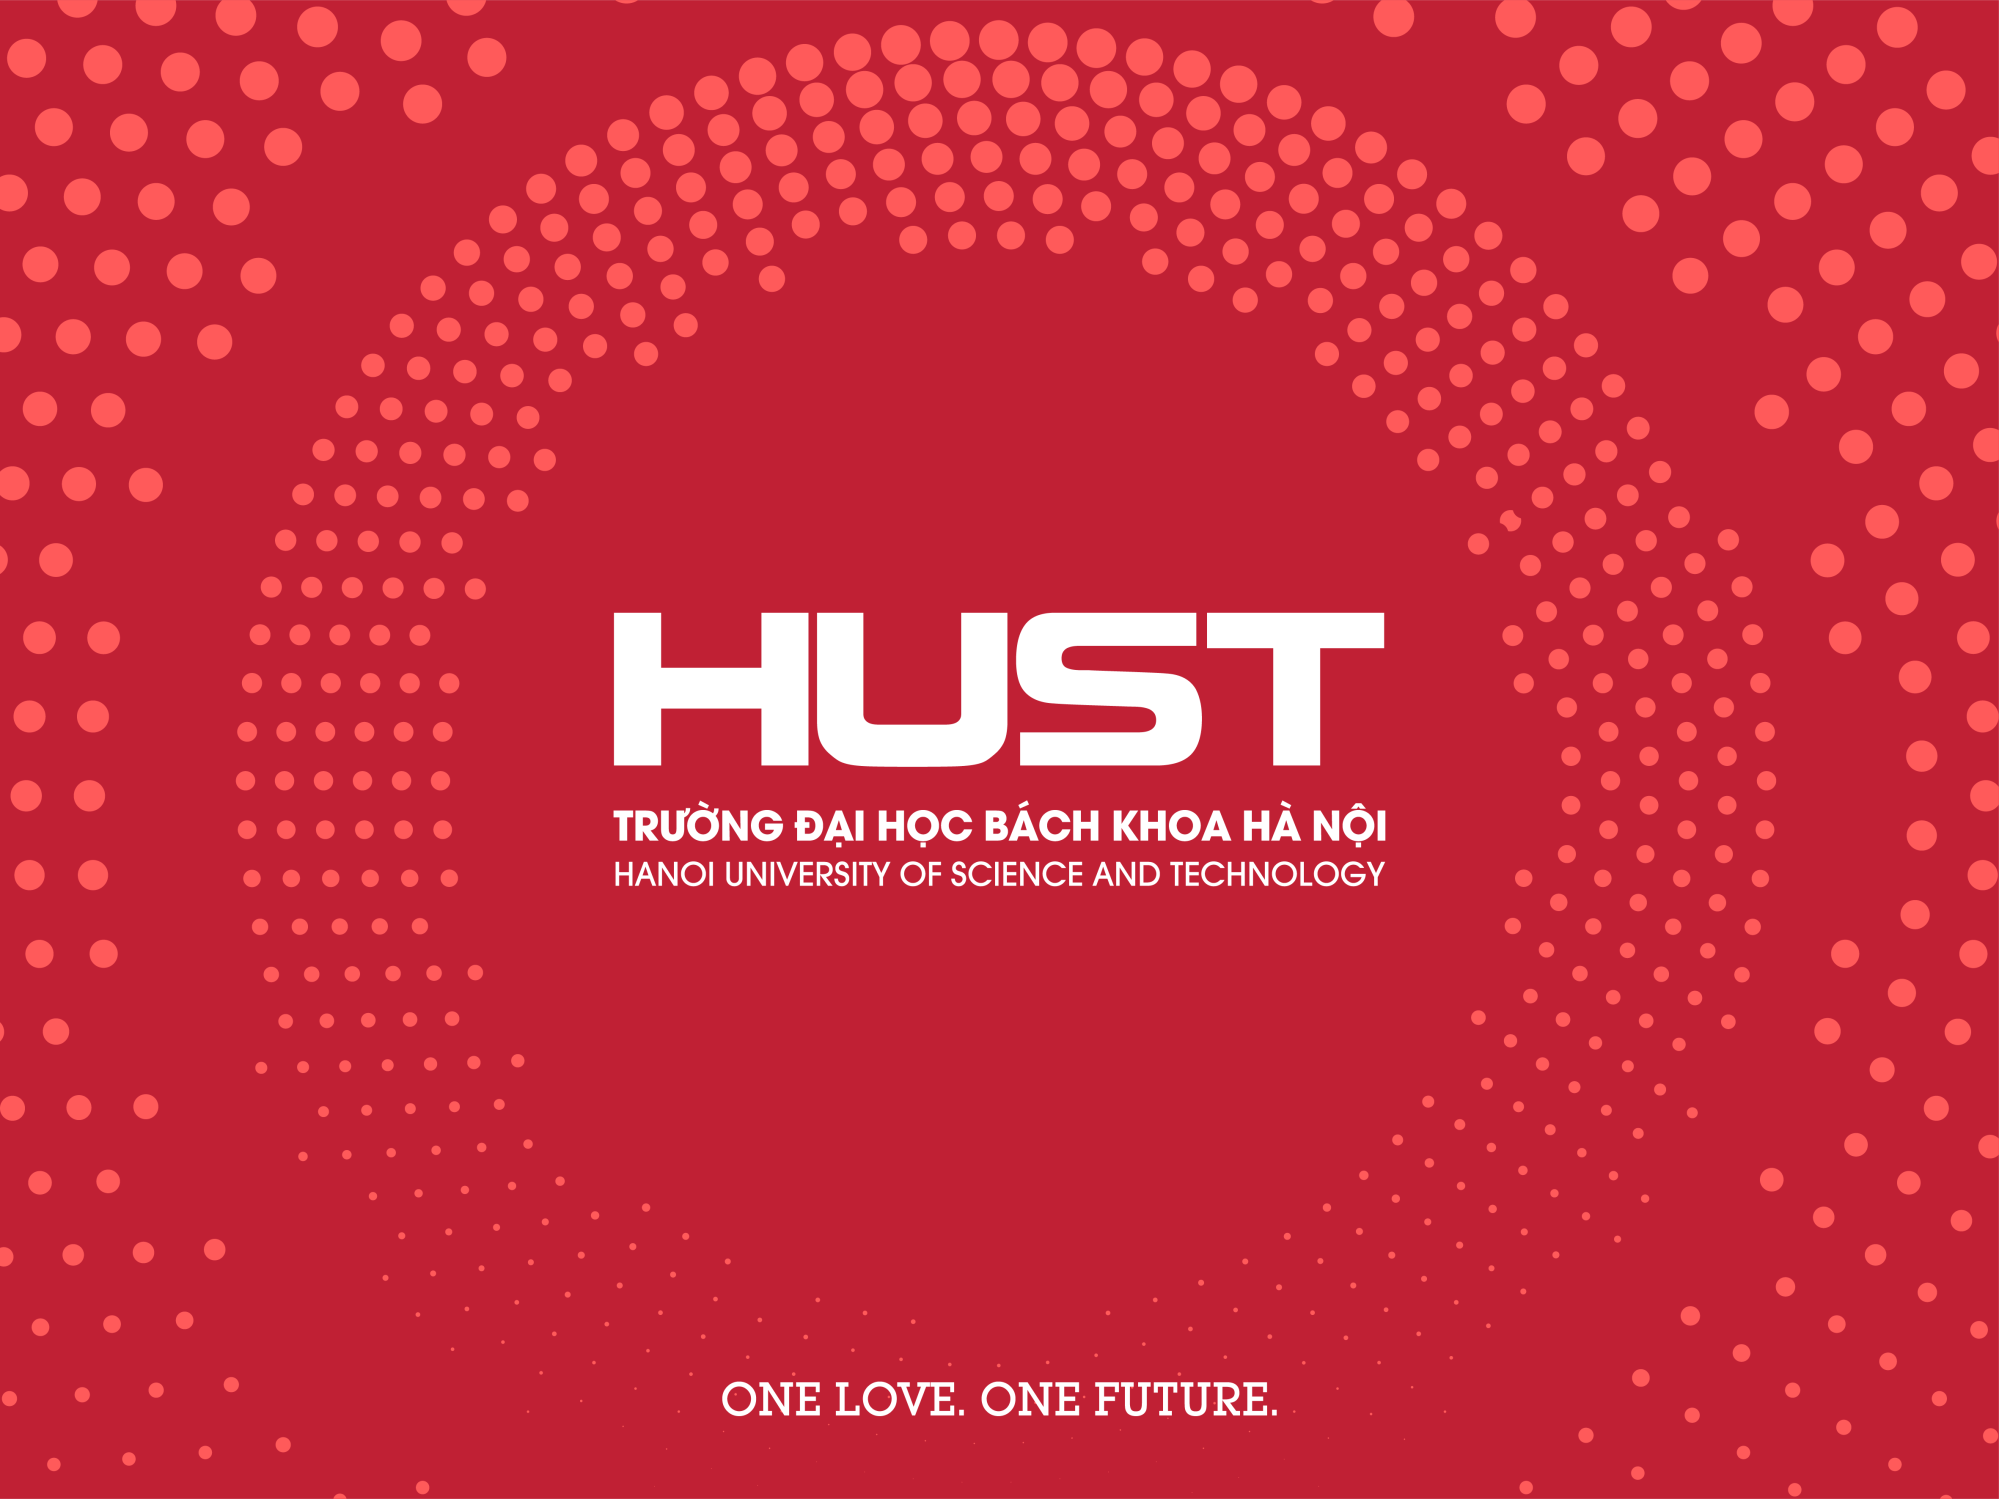 HUST
TRƯỜNG ĐẠI HỌC BÁCH KHOA HÀ NỘI
HANOI UNIVERSITY OF SCIENCE AND TECHNOLOGY
ONE LOVE. ONE FUTURE.